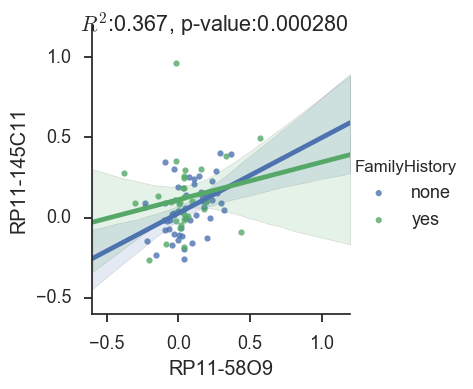 R²:0.367, p-value:0.000280
RP11-145C11
1.0
0.5
0.0
−0.5
−0.5
0.0
0.5
1.0
RP11-58O9
FamilyHistory
none
yes